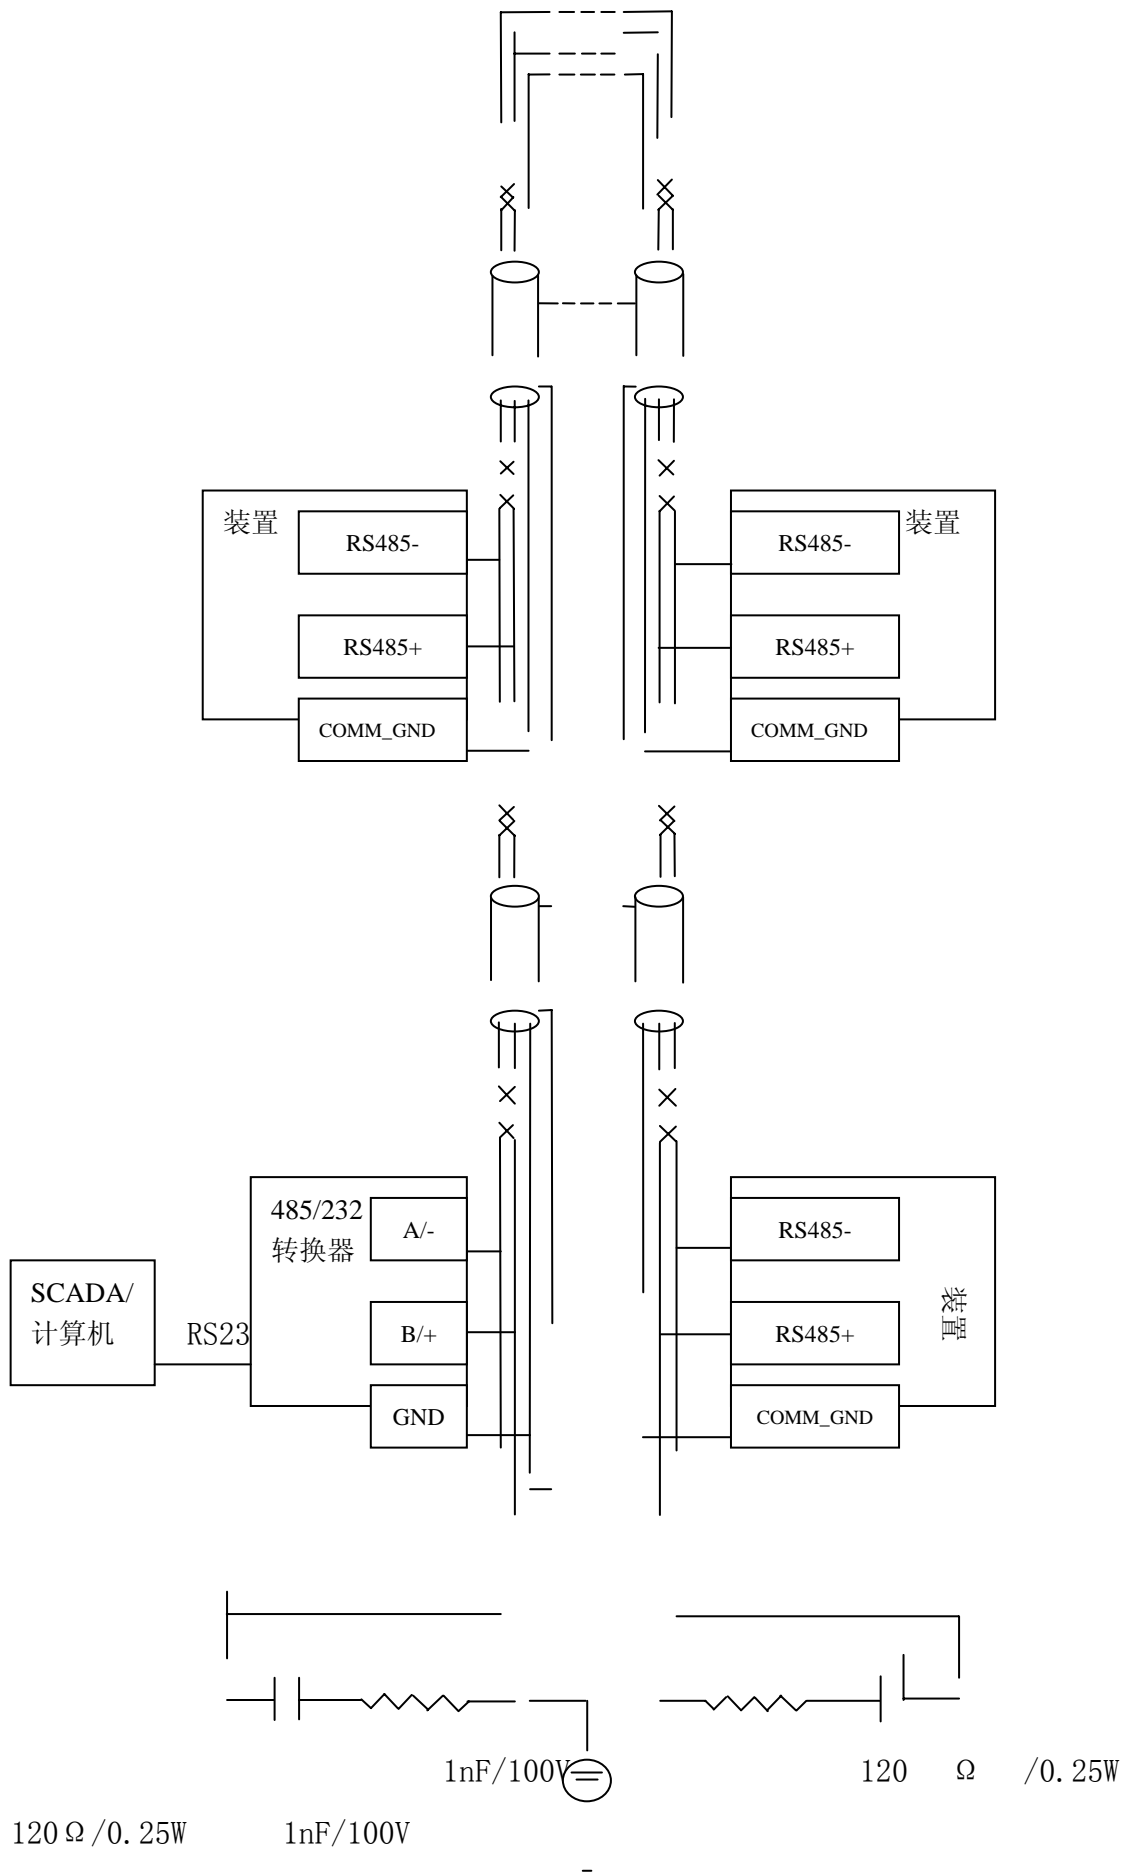 装置
RS485-
RS485-
装置
RS485+
RS485+
COMM_GND
COMM_GND
485/232
转换器
A/-
RS485-
SCADA/
计算机
RS23
B/+
RS485+
装置
GND
COMM_GND
1nF/100V
120 Ω /0.25W
120Ω/0.25W
1nF/100V